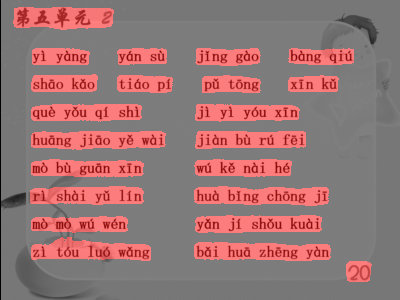 第五单元 2
yì yàng yán sù jǐng gào bàng qiú
shāo kǎo tiáo pí pǔ tōng xīn kǔ
què yǒu qí shì jì yì yóu xīn
huāng jiāo yě wài jiàn bù rú fēi
mò bù guān xīn wú kě nài hé
rì shài yǔ lín huà bīng chōng jī
mò mò wú wén yǎn jí shǒu kuài
zì tóu luó wǎng bǎi huā zhēng yàn
20